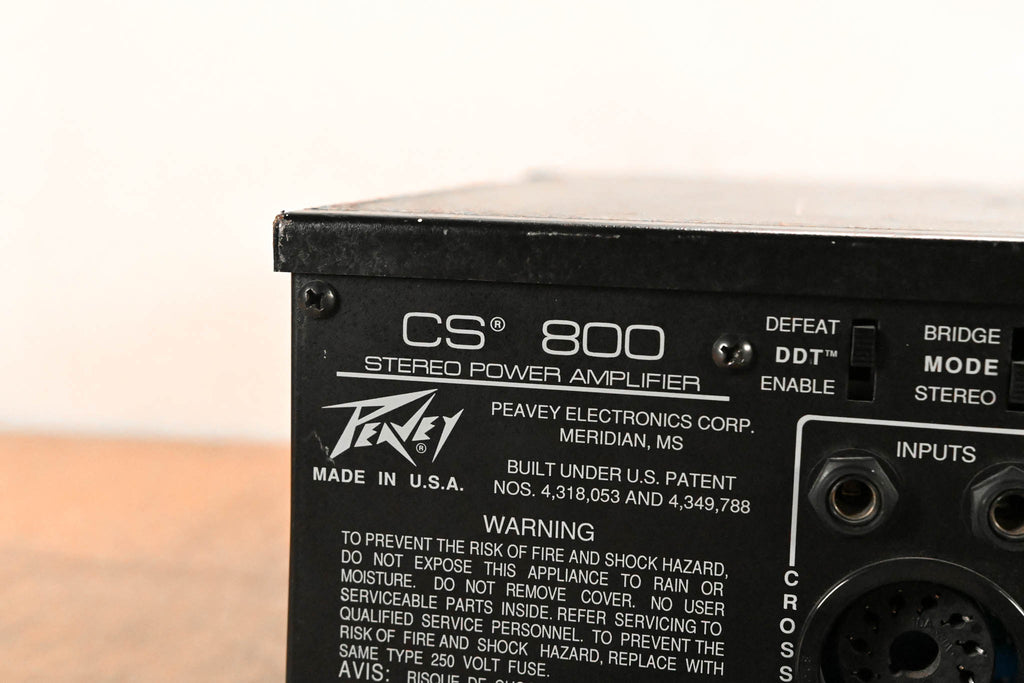 CS® 800
STEREO POWER AMPLIFIER
PEAVEY®
MADE IN U.S.A.
PEAVEY ELECTRONICS CORP.
MERIDIAN, MS
BUILT UNDER U.S. PATENT
NOS. 4,318,053 AND 4,349,788
WARNING
TO PREVENT THE RISK OF FIRE AND SHOCK HAZARD,
DO NOT EXPOSE THIS APPLIANCE TO RAIN OR
MOISTURE. DO NOT REMOVE COVER. NO USER
SERVICEABLE PARTS INSIDE. REFER SERVICING TO
QUALIFIED SERVICE PERSONNEL. TO PREVENT THE
RISK OF FIRE AND SHOCK HAZARD, REPLACE WITH
SAME TYPE 250 VOLT FUSE.
AVIS: RISQUE DE
DEFEAT
DDT™
ENABLE
BRIDGE
MODE
STEREO
INPUTS
CROSS